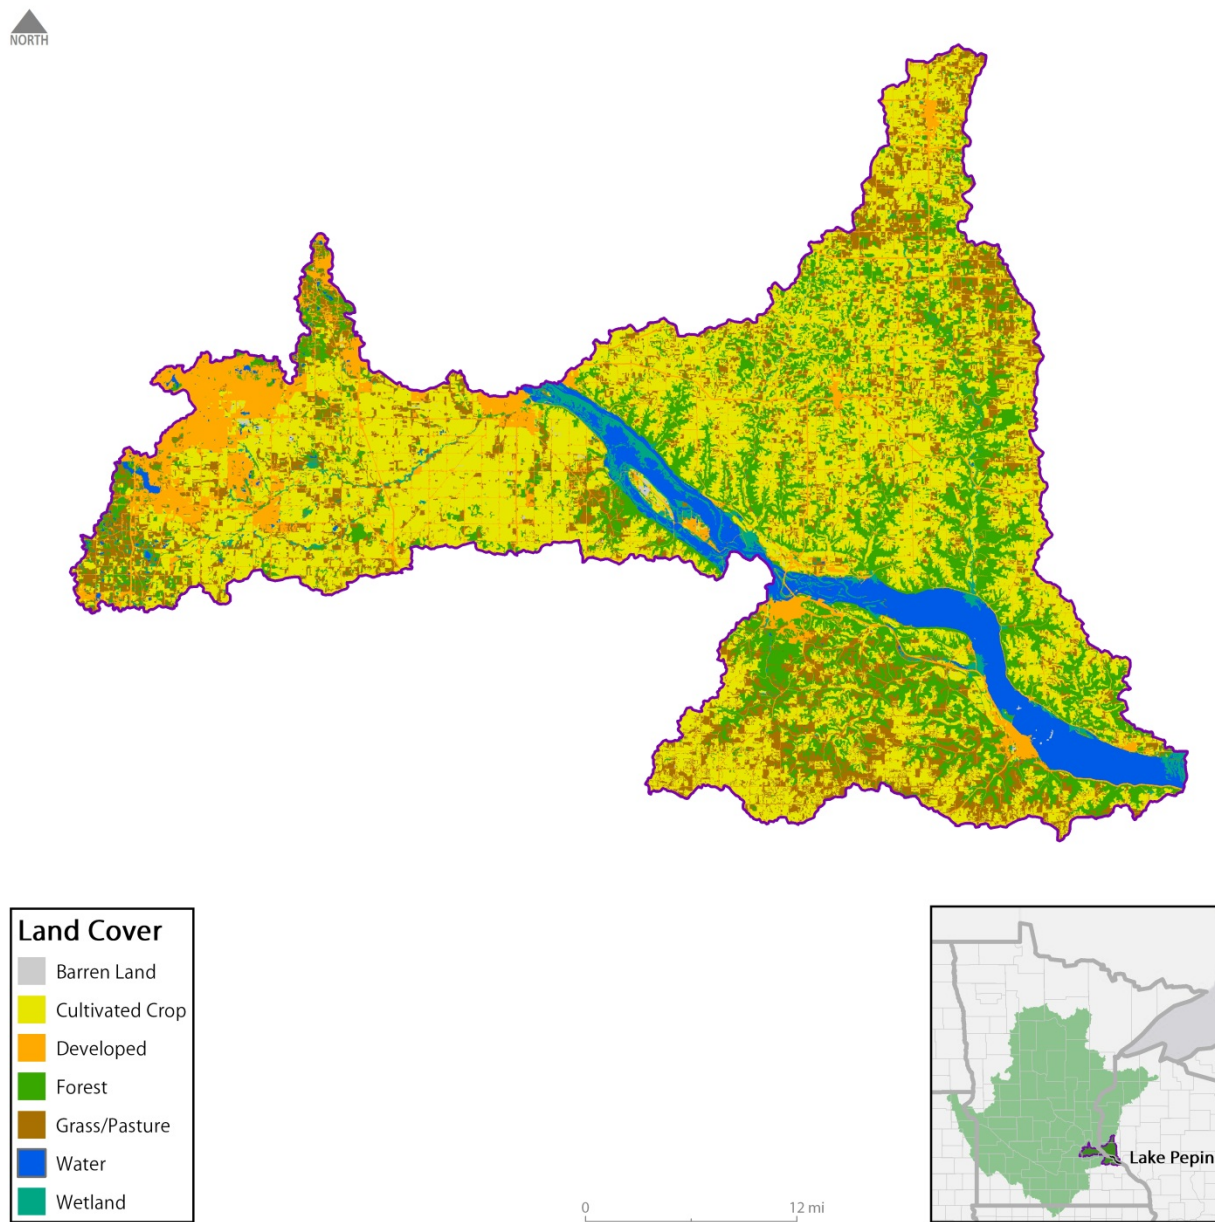 NORTH
Land Cover
Barren Land
Cultivated Crop
Developed
Forest
Grass/Pasture
Water
Wetland
0 12 mi
Lake Pepin